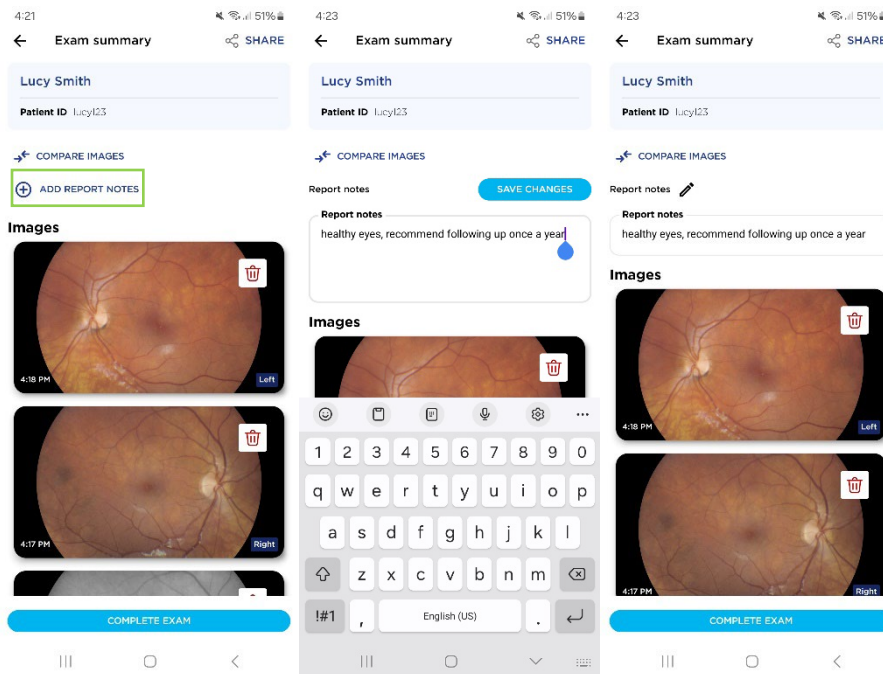 4:21
51%
Exam summary
SHARE
Lucy Smith
Patient ID lucyl23
COMPARE IMAGES
ADD REPORT NOTES
Images
4:18 PM
Left
4:17 PM
Right
COMPLETE EXAM
4:23
51%
Exam summary
SHARE
Lucy Smith
Patient ID lucyl23
COMPARE IMAGES
Report notes
SAVE CHANGES
Report notes
healthy eyes, recommend following up once a year
Images
1 2 3 4 5 6 7 8 9 0
q w e r t y u i o p
a s d f g h j k l
z x c v b n m
!#1 , English (US) .
4:23
51%
Exam summary
SHARE
Lucy Smith
Patient ID lucyl23
COMPARE IMAGES
Report notes
Report notes
healthy eyes, recommend following up once a year
Images
4:18 PM
Left
4:17 PM
Right
COMPLETE EXAM